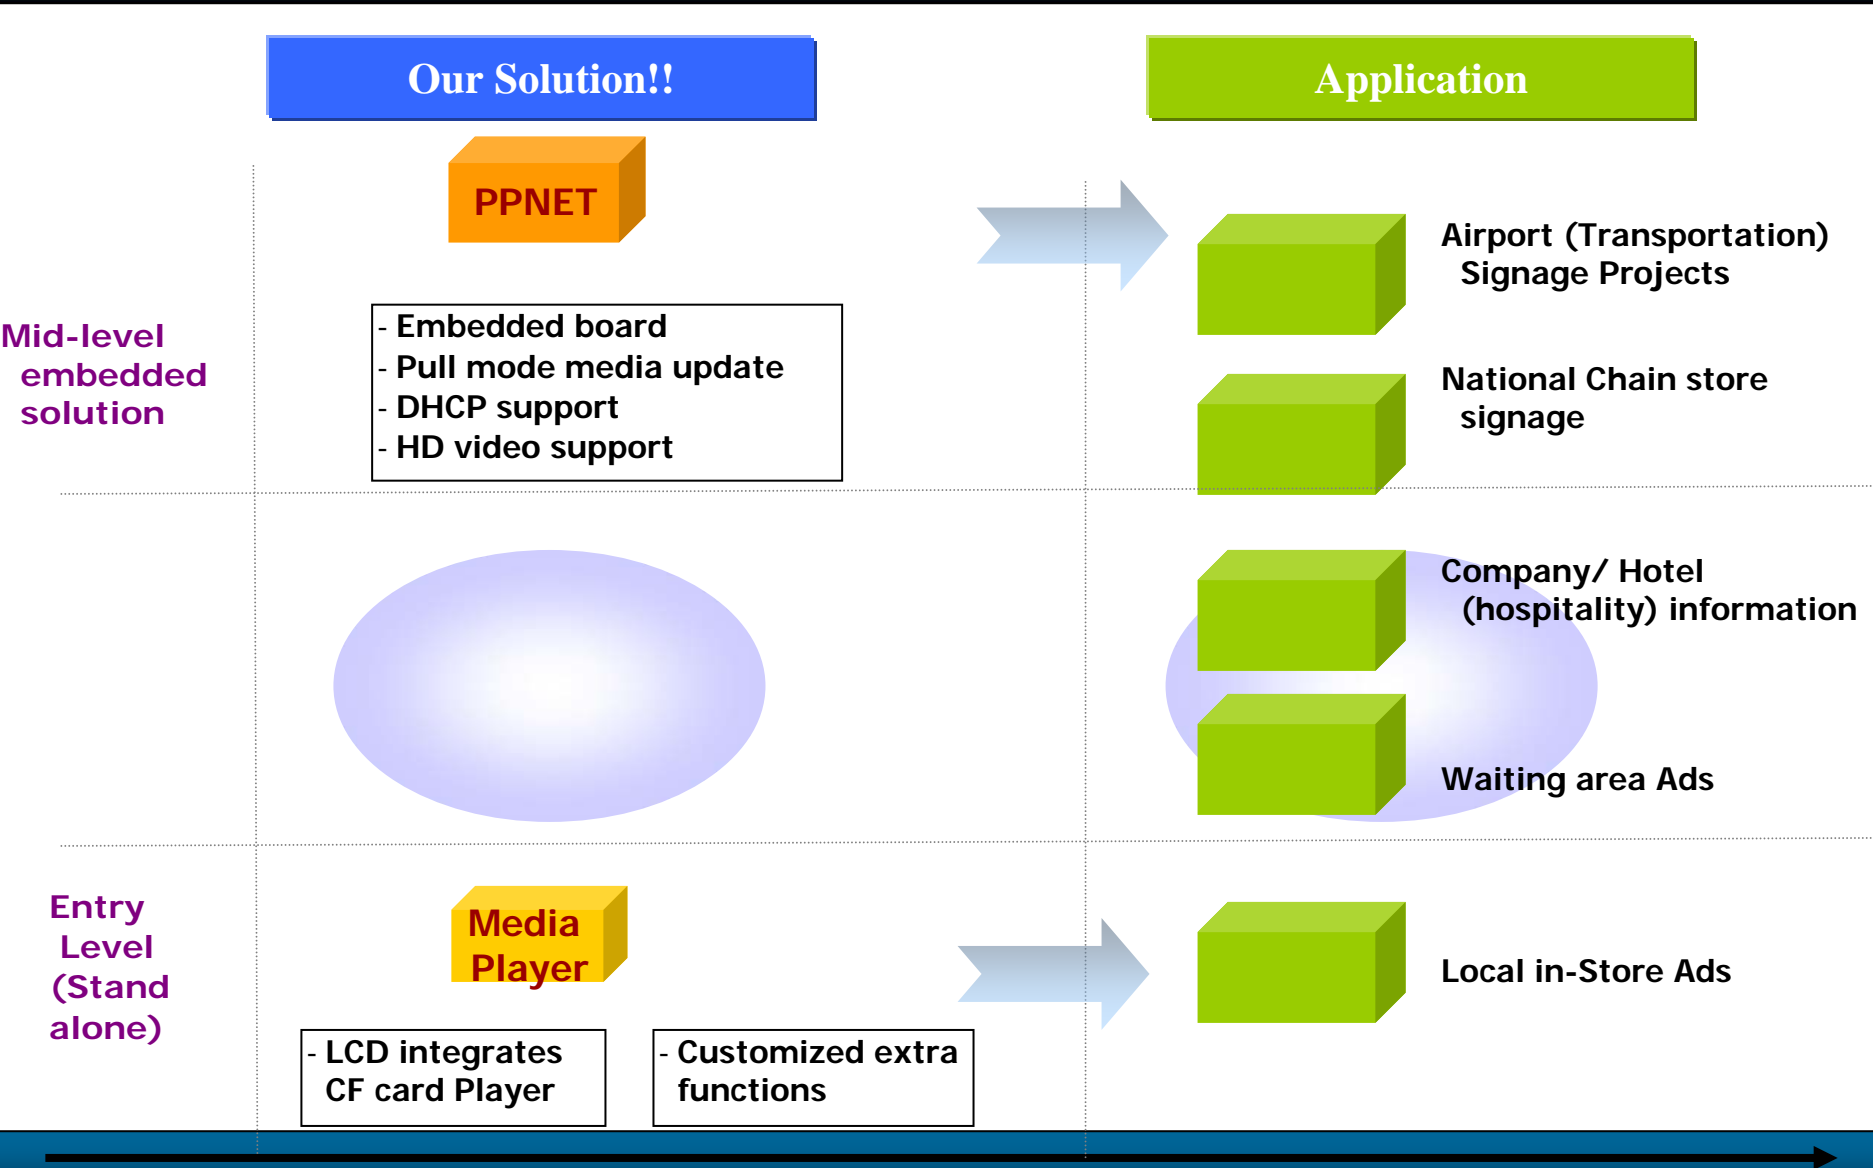 Our Solution!!
Application
PPNET
Airport (Transportation)
Signage Projects
Mid-level
embedded
solution
- Embedded board
- Pull mode media update
- DHCP support
- HD video support
National Chain store
signage
Company/ Hotel
(hospitality) information
Waiting area Ads
Entry
Level
(Stand
alone)
Media
Player
Local in-Store Ads
- LCD integrates
CF card Player
- Customized extra
functions